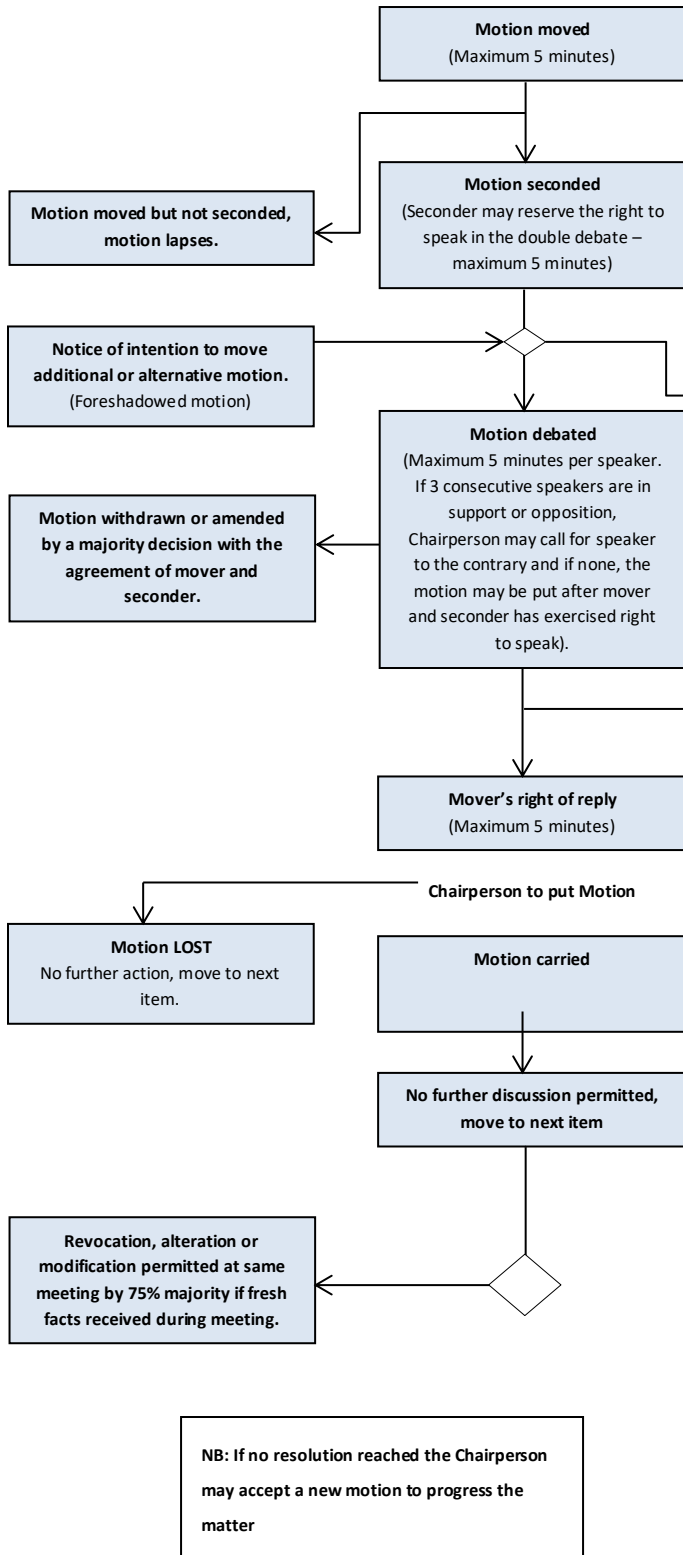 Motion moved
(Maximum 5 minutes)
Motion seconded
(Seconder may reserve the right to
speak in the double debate –
maximum 5 minutes)
Motion moved but not seconded,
motion lapses.
Notice of intention to move
additional or alternative motion.
(Foreshadowed motion)
Motion debated
(Maximum 5 minutes per speaker.
If 3 consecutive speakers are in
support or opposition,
Chairperson may call for speaker
to the contrary and if none, the
motion may be put after mover
and seconder has exercised right
to speak).
Motion withdrawn or amended
by a majority decision with the
agreement of mover and
seconder.
Mover’s right of reply
(Maximum 5 minutes)
Chairperson to put Motion
Motion LOST
No further action, move to next
item.
Motion carried
No further discussion permitted,
move to next item
Revocation, alteration or
modification permitted at same
meeting by 75% majority if fresh
facts received during meeting.
NB: If no resolution reached the Chairperson
may accept a new motion to progress the
matter